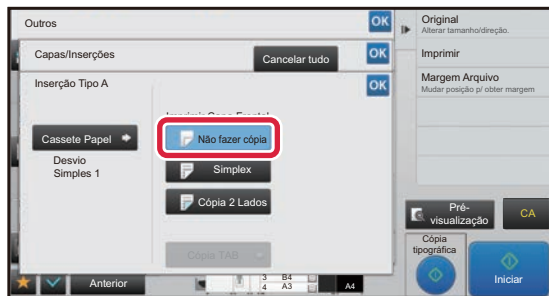 Outros
OK
Capas/Inserções
Cancelar tudo
OK
Inserção Tipo A
OK
Cassete Papel
Desvio
Simples 1
Não fazer cópia
Simplex
Cópia 2 Lados
Cópia TAB
Anterior
3 B4
4 A3
A4
Original
Alterar tamanho/direção.
Imprimir
Margem Arquivo
Mudar posição p/ obter margem
Pré-
visualização
CA
Cópia
tipográfica
Iniciar